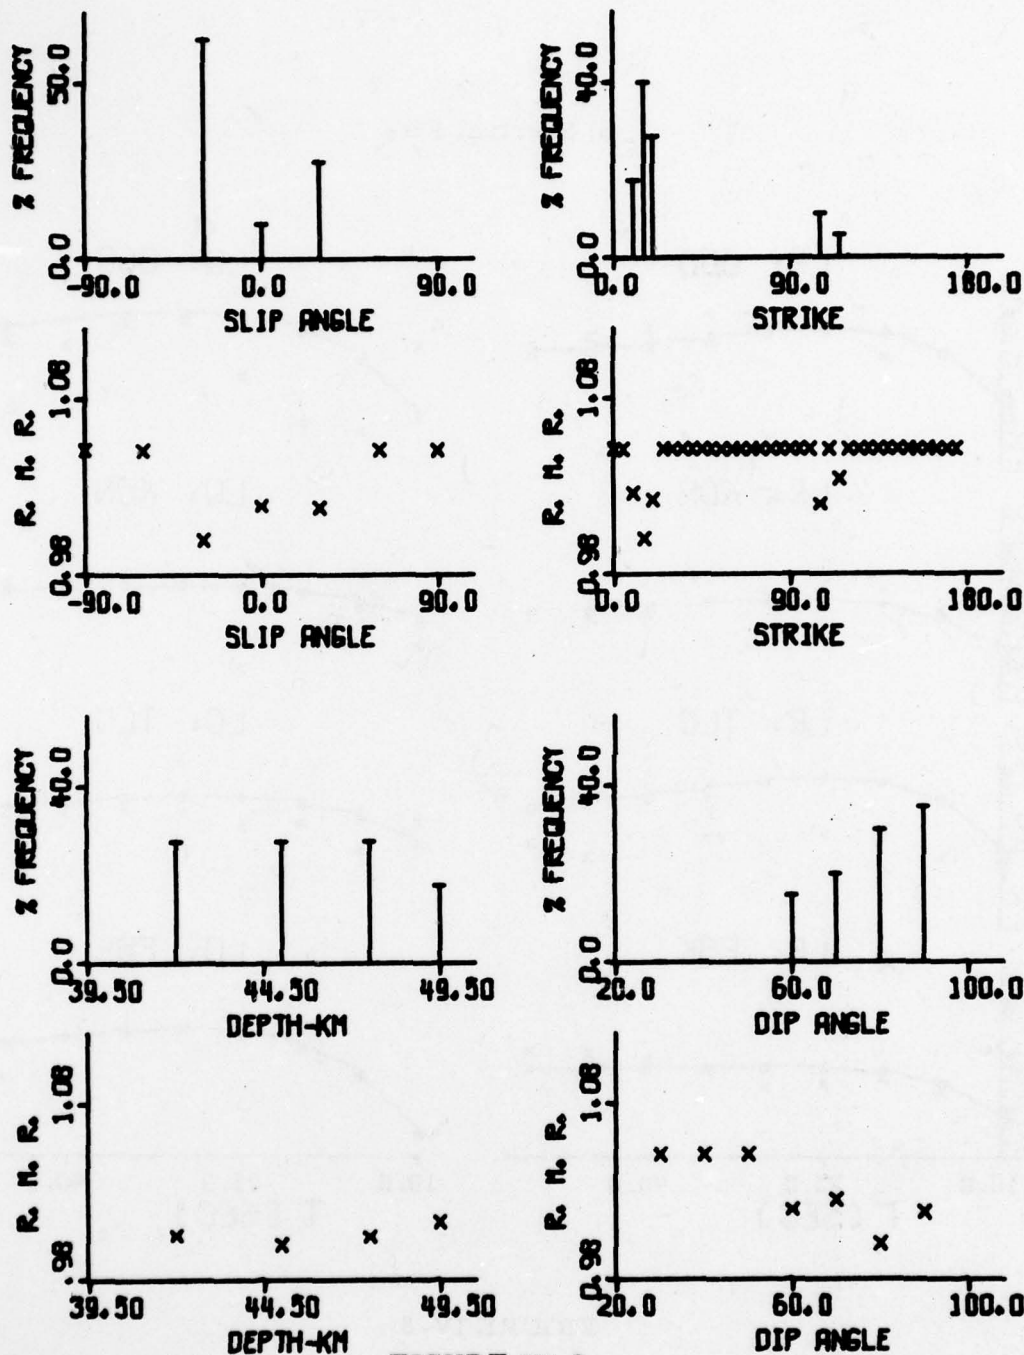 % FREQUENCY
50.0
0.0
-90.0 0.0 90.0
SLIP ANGLE
% FREQUENCY
40.0
0.0
0.0 90.0 180.0
STRIKE
R. M. R.
1.08
0.98
-90.0 0.0 90.0
SLIP ANGLE
R. M. R.
1.08
0.98
0.0 90.0 180.0
STRIKE
% FREQUENCY
40.0
0.0
39.50 44.50 49.50
DEPTH-KM
% FREQUENCY
40.0
0.0
20.0 60.0 100.0
DIP ANGLE
R. M. R.
1.08
.98
39.50 44.50 49.50
DEPTH-KM
R. M. R.
1.08
0.98
20.0 60.0 100.0
DIP ANGLE